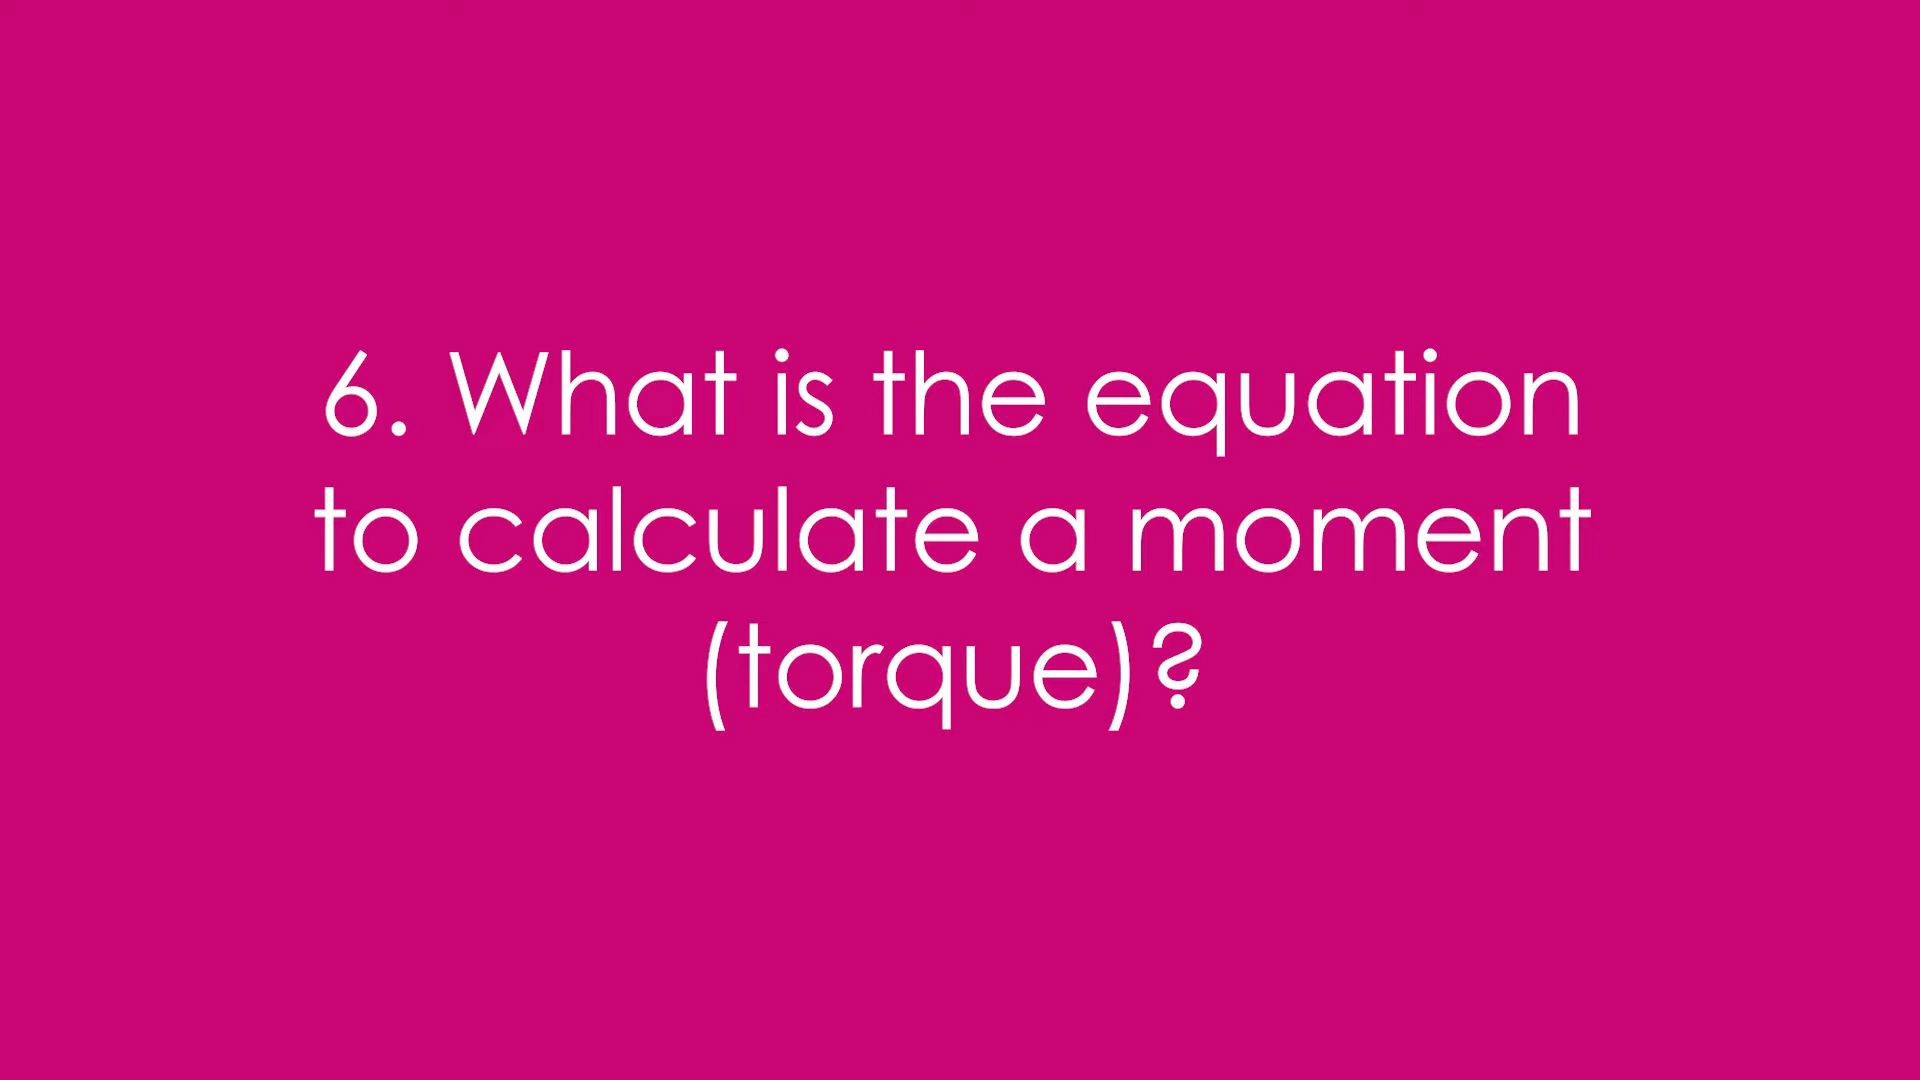 6. What is the equation
to calculate a moment
(torque)?